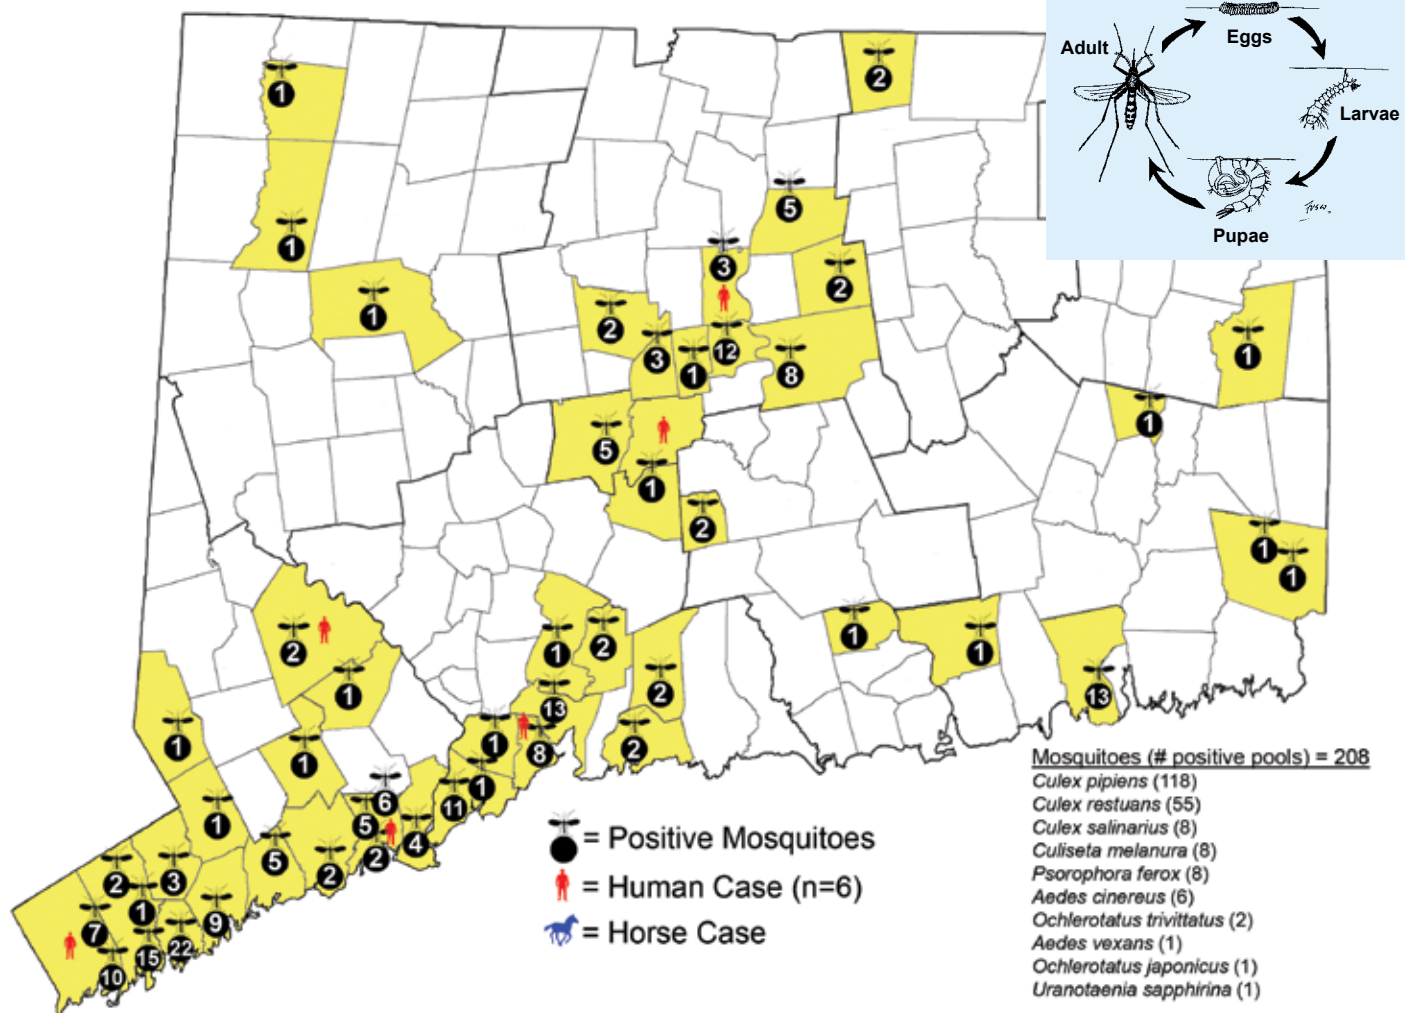 Adult
Eggs
Larvae
Pupae
1
2
1
5
3
2
1
2
3
1
12
8
1
1
5
1
2
1
1
2
1
1
2
1
1
13
2
1
13
1
1
1
8
2
1
6
11
1
5
4
2
5
2
2
3
1
9
7
22
15
10
= Positive Mosquitoes
= Human Case (n=6)
= Horse Case
Mosquitoes (# positive pools) = 208
Culex pipiens (118)
Culex restuans (55)
Culex salinarius (8)
Culiseta melanura (8)
Psorophora ferox (8)
Aedes cinereus (6)
Ochlerotatus trivittatus (2)
Aedes vexans (1)
Ochlerotatus japonicus (1)
Uranotaenia sapphirina (1)